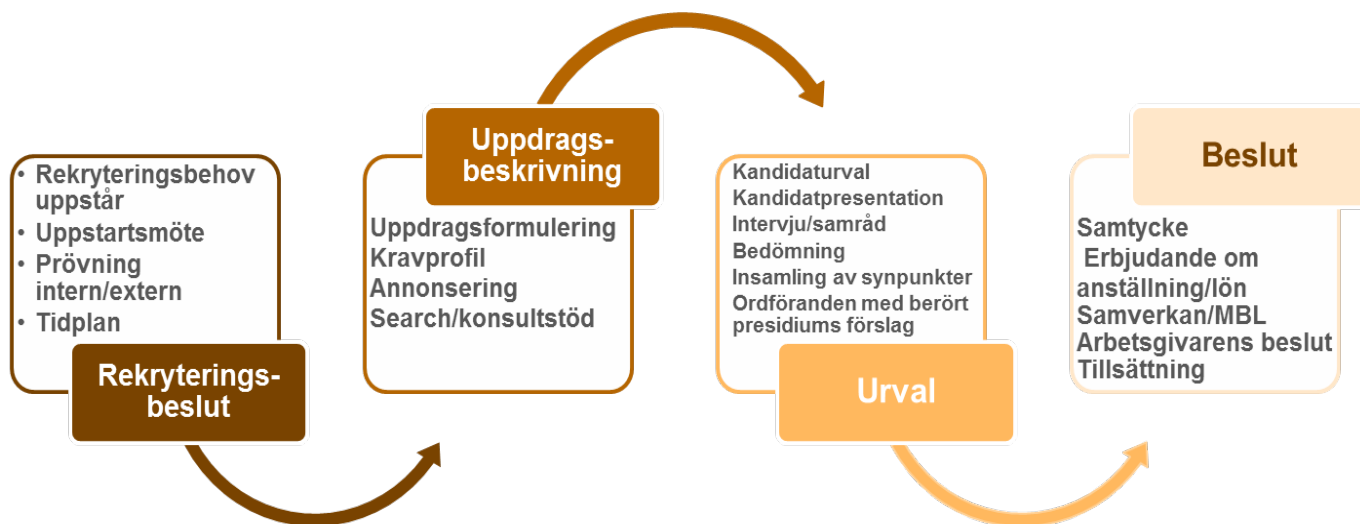 • Rekryteringsbehov
uppstår
• Uppstartsmöte
• Prövning
intern/extern
• Tidplan
Rekryterings-
beslut
Uppdrags-
beskrivning
Uppdragsformulering
Kravprofil
Annonsering
Search/konsultstöd
Kandidaturval
Kandidatpresentation
Intervju/samråd
Bedömning
Insamling av synpunkter
Ordföranden med berört
presidiums förslag
Urval
Beslut
Samtycke
Erbjudande om
anställning/lön
Samverkan/MBL
Arbetsgivarens beslut
Tillsättning